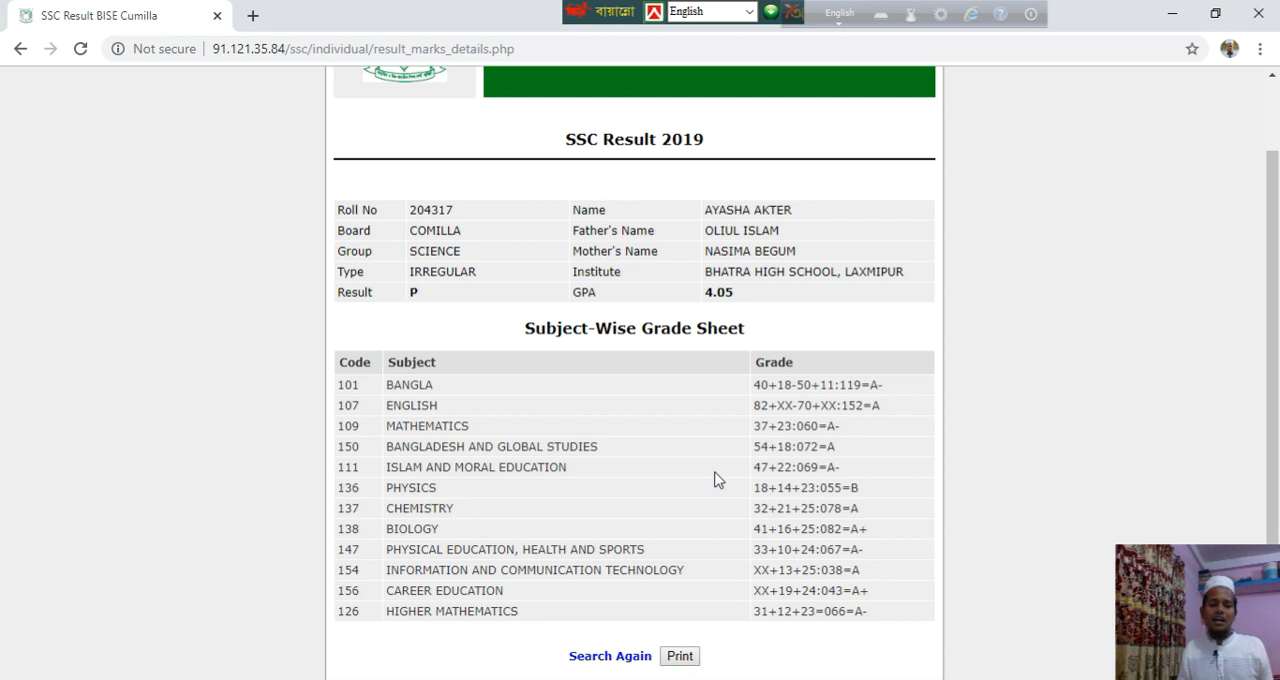 SSC Result BISE Cumilla
বায়ান্নো
English
English
Not secure
91.121.35.84/ssc/individual/result_marks_details.php
SSC Result 2019
Roll No 204317 Name AYASHA AKTER
Board COMILLA Father's Name OLIUL ISLAM
Group SCIENCE Mother's Name NASIMA BEGUM
Type IRREGULAR Institute BHATRA HIGH SCHOOL, LAXMIPUR
Result P GPA 4.05
Subject-Wise Grade Sheet
Code Subject Grade
101 BANGLA 40+18-50+11:119=A-
107 ENGLISH 82+XX-70+XX:152=A
109 MATHEMATICS 37+23:060=A-
150 BANGLADESH AND GLOBAL STUDIES 54+18:072=A
111 ISLAM AND MORAL EDUCATION 47+22:069=A-
136 PHYSICS 18+14+23:055=B
137 CHEMISTRY 32+21+25:078=A
138 BIOLOGY 41+16+25:082=A+
147 PHYSICAL EDUCATION, HEALTH AND SPORTS 33+10+24:067=A-
154 INFORMATION AND COMMUNICATION TECHNOLOGY XX+13+25:038=A
156 CAREER EDUCATION XX+19+24:043=A+
126 HIGHER MATHEMATICS 31+12+23=066=A-
Search Again Print